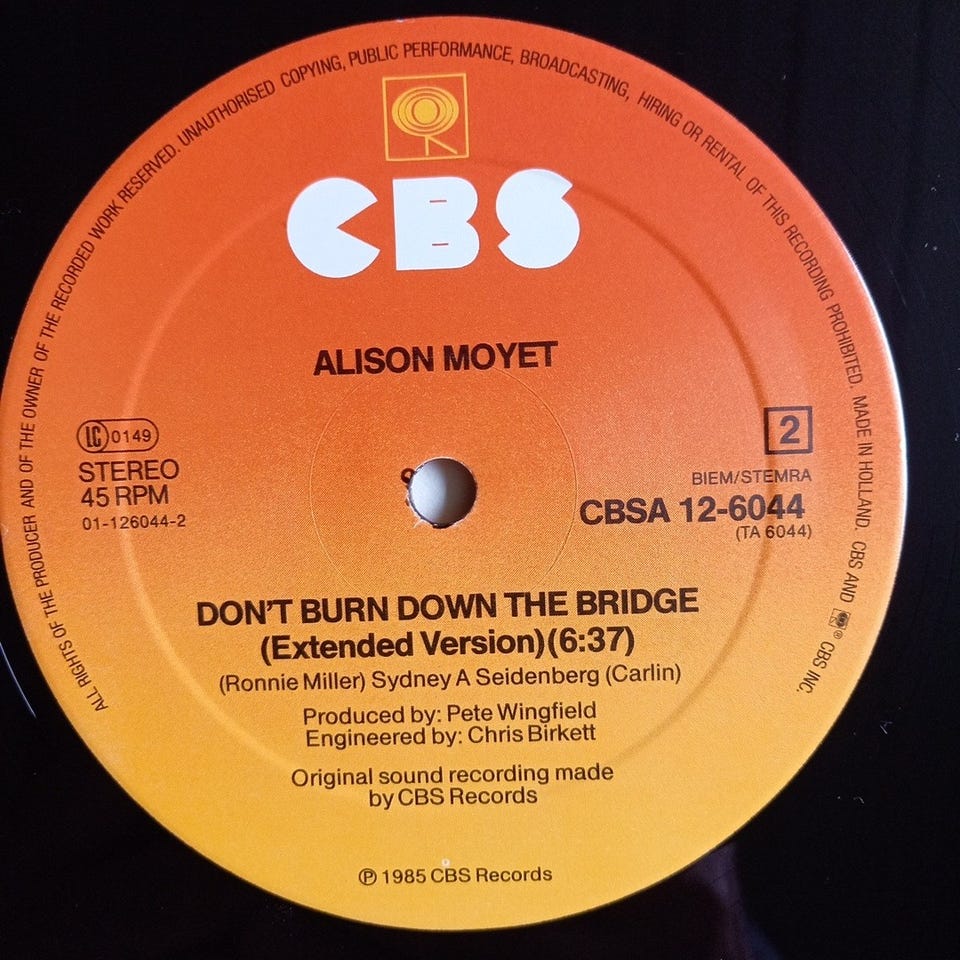 ALL RIGHTS OF THE PRODUCER AND OF THE OWNER OF THE RECORDED WORK RESERVED. UNAUTHORISED COPYING, PUBLIC PERFORMANCE, BROADCASTING, HIRING OR RENTAL OF THIS RECORDING PROHIBITED. MADE IN HOLLAND. CBS AND ® CBS INC.
CBS
ALISON MOYET
LC 0149
STEREO
45 RPM
01-126044-2
2
BIEM/STEMRA
CBSA 12-6044
(TA 6044)
DON'T BURN DOWN THE BRIDGE
(Extended Version)(6:37)
(Ronnie Miller) Sydney A Seidenberg (Carlin)
Produced by: Pete Wingfield
Engineered by: Chris Birkett
Original sound recording made
by CBS Records
℗ 1985 CBS Records